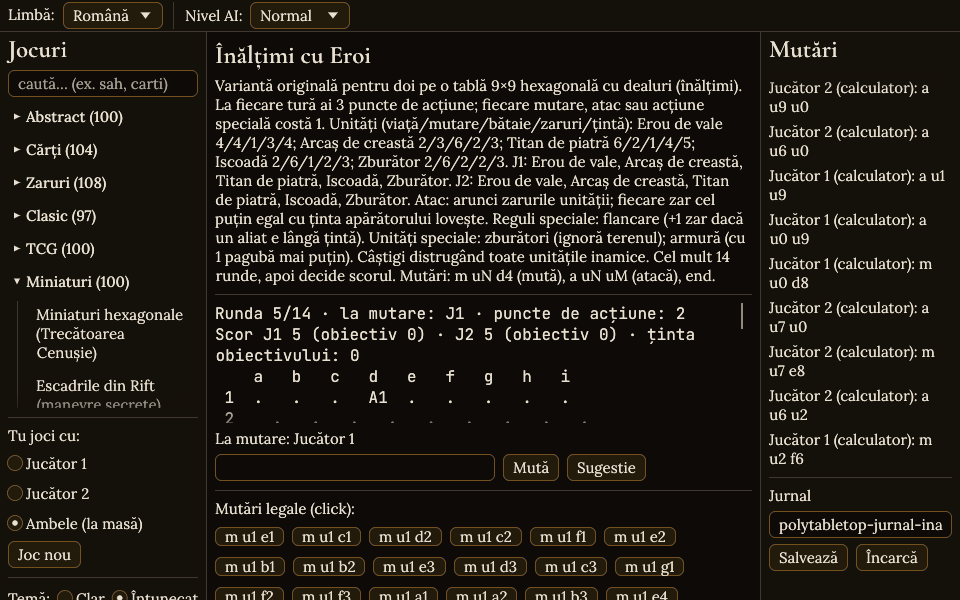 Limbă: Română ▼ Nivel AI: Normal ▼
Jocuri
caută... (ex. sah, carti)
▸ Abstract (100)
▸ Cărți (104)
▸ Zaruri (108)
▸ Clasic (97)
▸ TCG (100)
▾ Miniaturi (100)
Miniaturi hexagonale
(Trecătoarea
Cenușie)
Escadrile din Rift
(manevre secrete)
Tu joci cu:
Jucător 1
Jucător 2
Ambele (la masă)
Joc nou
Temă: Clar Întunecat
Înălțimi cu Eroi
Variantă originală pentru doi pe o tablă 9×9 hexagonală cu dealuri (înălțimi).
La fiecare tură ai 3 puncte de acțiune; fiecare mutare, atac sau acțiune
specială costă 1. Unități (viață/mutare/bătaie/zaruri/țintă): Erou de vale
4/4/1/3/4; Arcaș de creastă 2/3/6/2/3; Titan de piatră 6/2/1/4/5;
Iscoadă 2/6/1/2/3; Zburător 2/6/2/2/3. J1: Erou de vale, Arcaș de creastă,
Titan de piatră, Iscoadă, Zburător. J2: Erou de vale, Arcaș de creastă, Titan
de piatră, Iscoadă, Zburător. Atac: arunci zarurile unității; fiecare zar cel
puțin egal cu ținta apărătorului lovește. Reguli speciale: flancare (+1 zar dacă
un aliat e lângă țintă). Unități speciale: zburători (ignoră terenul); armură (cu
1 pagubă mai puțin). Câștigi distrugând toate unitățile inamice. Cel mult 14
runde, apoi decide scorul. Mutări: m uN d4 (mută), a uN uM (atacă), end.
Runda 5/14 · la mutare: J1 · puncte de acțiune: 2
Scor J1 5 (obiectiv 0) · J2 5 (obiectiv 0) · ținta
obiectivului: 0
a b c d e f g h i
1 . . . A1 . . . . .
2 . . . . . . . . .
La mutare: Jucător 1
Mută Sugestie
Mutări legale (click):
m u1 e1 m u1 c1 m u1 d2 m u1 c2 m u1 f1 m u1 e2
m u1 b1 m u1 b2 m u1 e3 m u1 d3 m u1 c3 m u1 g1
m u1 f2 m u1 f3 m u1 a1 m u1 a2 m u1 b3 m u1 e4
Mutări
Jucător 2 (calculator): a
u9 u0
Jucător 2 (calculator): a
u6 u0
Jucător 1 (calculator): a u1
u9
Jucător 1 (calculator): a
u0 u9
Jucător 1 (calculator): m
u0 d8
Jucător 2 (calculator): a
u7 u0
Jucător 2 (calculator): m
u7 e8
Jucător 2 (calculator): a
u6 u2
Jucător 1 (calculator): m
u2 f6
Jurnal
polytabletop-jurnal-ina
Salvează Încarcă